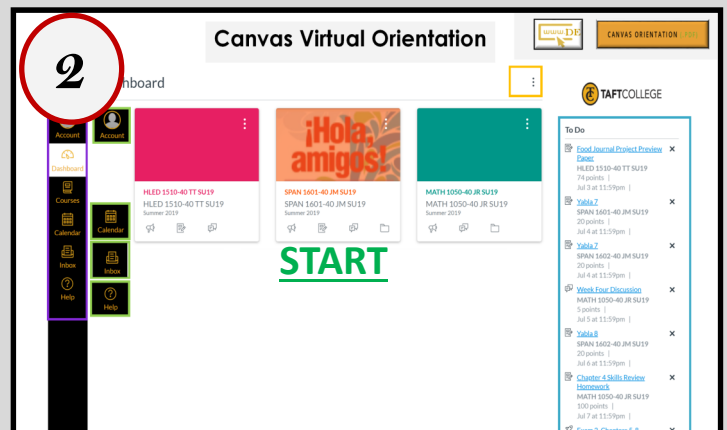 Canvas Virtual Orientation
www.DE
CANVAS ORIENTATION (.PDF)
2
board
TAFTCOLLEGE
Account
Account
Dashboard
Courses
Calendar
Calendar
Inbox
Inbox
Help
Help
HLED 1510-40 TT SU19
HLED 1510-40 TT SU19
Summer 2019
¡Hola,
amigos!
SPAN 1601-40 JM SU19
SPAN 1601-40 JM SU19
Summer 2019
MATH 1050-40 JR SU19
MATH 1050-40 JR SU19
Summer 2019
START
To Do
Food Journal Project Preview
Paper
HLED 1510-40 TT SU19
74 points |
Jul 3 at 11:59pm |
Yabla 7
SPAN 1601-40 JM SU19
20 points |
Jul 4 at 11:59pm |
Yabla 7
SPAN 1602-40 JM SU19
20 points |
Jul 4 at 11:59pm |
Week Four Discussion
MATH 1050-40 JR SU19
5 points |
Jul 5 at 11:59pm |
Yabla 8
SPAN 1602-40 JM SU19
20 points |
Jul 6 at 11:59pm |
Chapter 4 Skills Review
Homework
MATH 1050-40 JR SU19
100 points |
Jul 7 at 11:59pm |